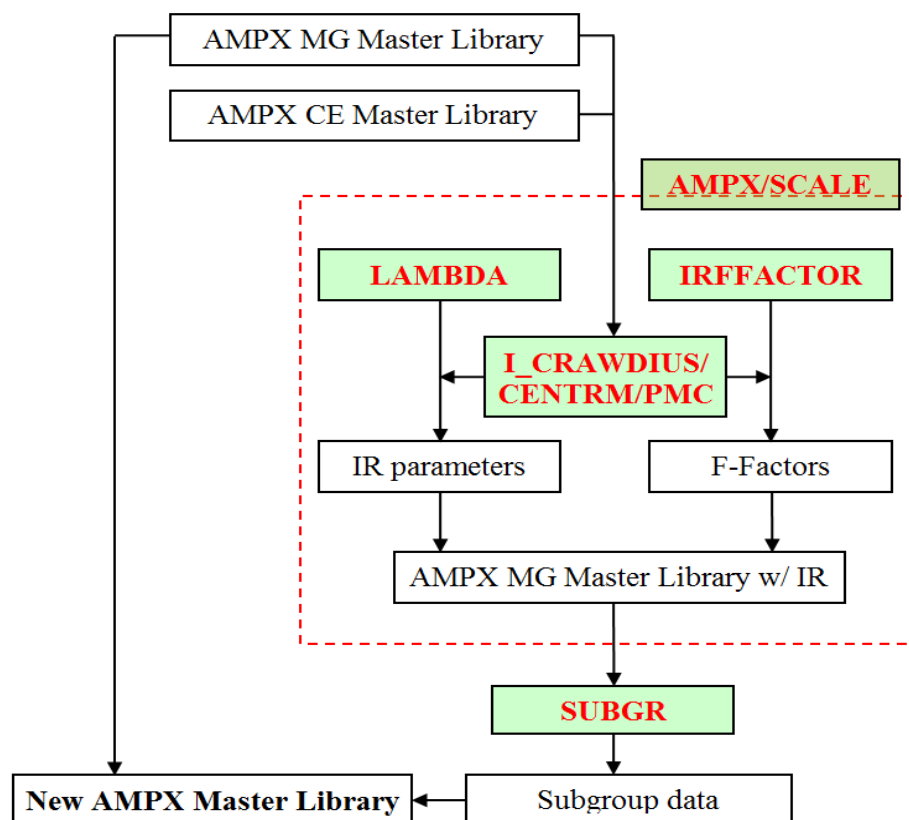 AMPX MG Master Library
AMPX CE Master Library
AMPX/SCALE
LAMBDA
IRFFACTOR
I_CRAWDIUS/
CENTRM/PMC
IR parameters
F-Factors
AMPX MG Master Library w/ IR
SUBGR
New AMPX Master Library
Subgroup data